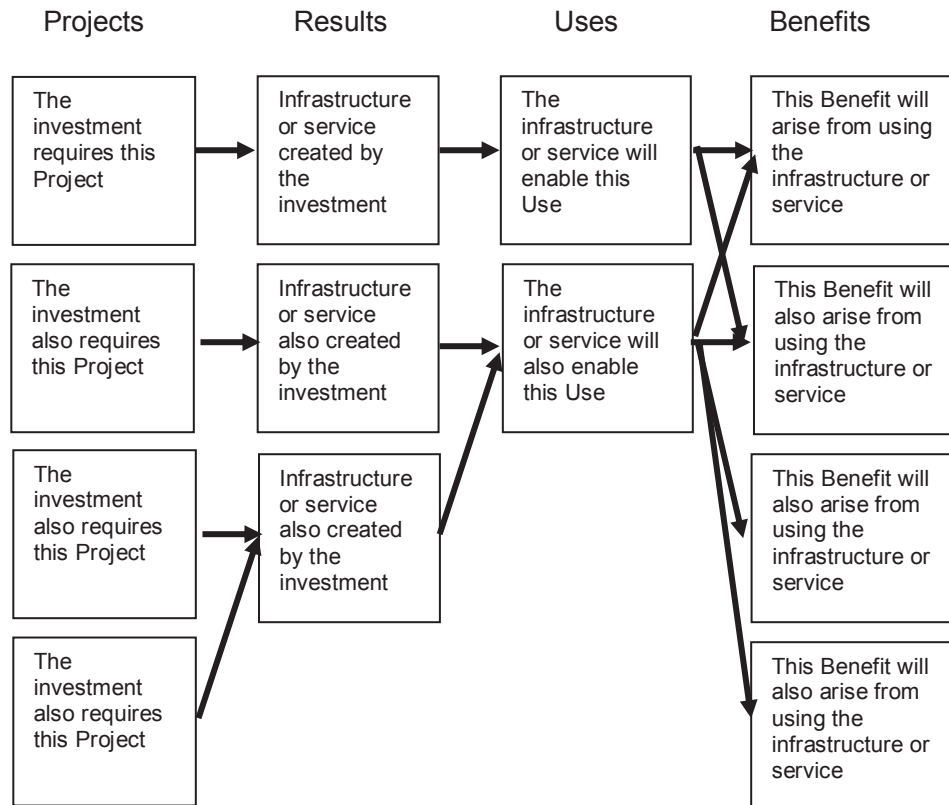 Projects
Results
Uses
Benefits
The
investment
requires this
Project
Infrastructure
or service
created by
the
investment
The
infrastructure
or service will
enable this
Use
This Benefit will
arise from using
the
infrastructure or
service
The
investment
also requires
this Project
Infrastructure
or service
also created
by the
investment
The
infrastructure
or service will
also enable
this Use
This Benefit will
also arise from
using the
infrastructure or
service
The
investment
also requires
this Project
Infrastructure
or service
also created
by the
investment
This Benefit will
also arise from
using the
infrastructure or
service
The
investment
also requires
this Project
This Benefit will
also arise from
using the
infrastructure or
service